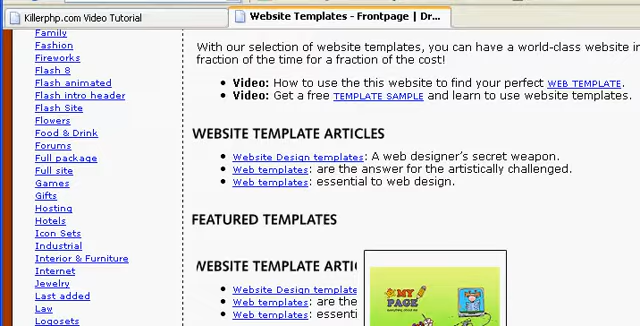 Killerphp.com Video Tutorial
Website Templates - Frontpage | Dr...
Family
Fashion
Fireworks
Flash 8
Flash animated
Flash intro header
Flash Site
Flowers
Food & Drink
Forums
Full package
Full site
Games
Gifts
Hosting
Hotels
Icon Sets
Industrial
Interior & Furniture
Internet
Jewelry
Last added
Law
Logosets
With our selection of website templates, you can have a world-class website in
fraction of the time for a fraction of the cost!
• Video: How to use the this website to find your perfect WEB TEMPLATE.
• Video: Get a free TEMPLATE SAMPLE and learn to use website templates.
WEBSITE TEMPLATE ARTICLES
• Website Design templates: A web designer's secret weapon.
• Web templates: are the answer for the artistically challenged.
• Web templates: essential to web design.
FEATURED TEMPLATES
WEBSITE TEMPLATE ARTI
• Website Design template
• Web templates: are the
• Web templates: essenti
MY
PAGE